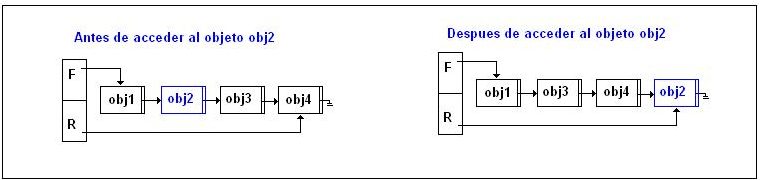 Antes de acceder al objeto obj2
F
obj1 obj2 obj3 obj4
R
Despues de acceder al objeto obj2
F
obj1 obj3 obj4 obj2
R